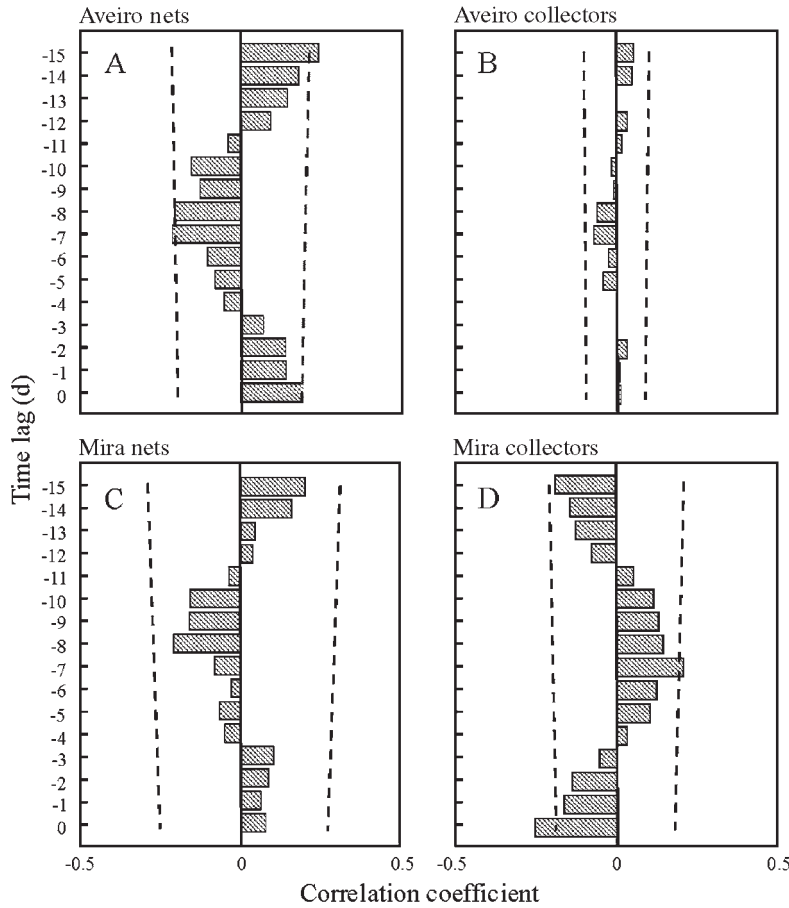 Aveiro nets
Aveiro collectors
A
B
-15
-14
-13
-12
-11
-10
-9
-8
-7
-6
-5
-4
-3
-2
-1
0
Time lag (d)
Mira nets
Mira collectors
C
D
-15
-14
-13
-12
-11
-10
-9
-8
-7
-6
-5
-4
-3
-2
-1
0
-0.5 0 0.5 -0.5 0 0.5
Correlation coefficient